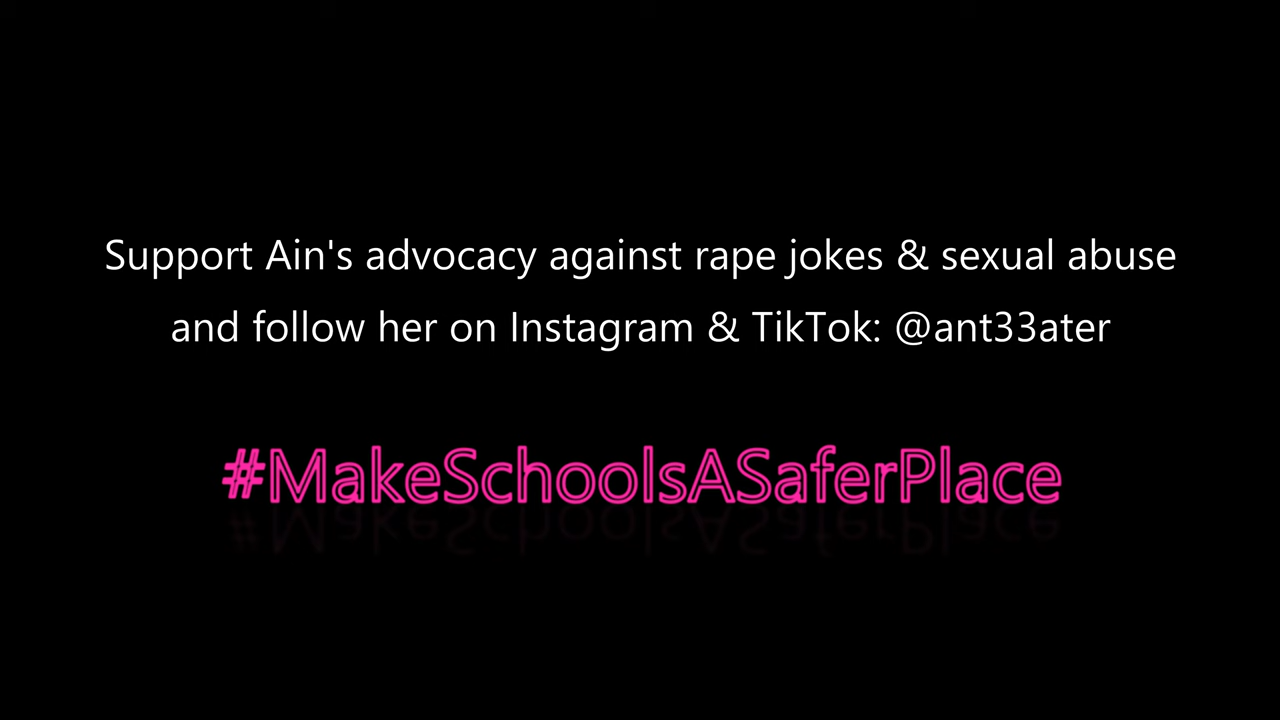 Support Ain's advocacy against rape jokes & sexual abuse
and follow her on Instagram & TikTok: @ant33ater
#MakeSchoolsASaferPlace